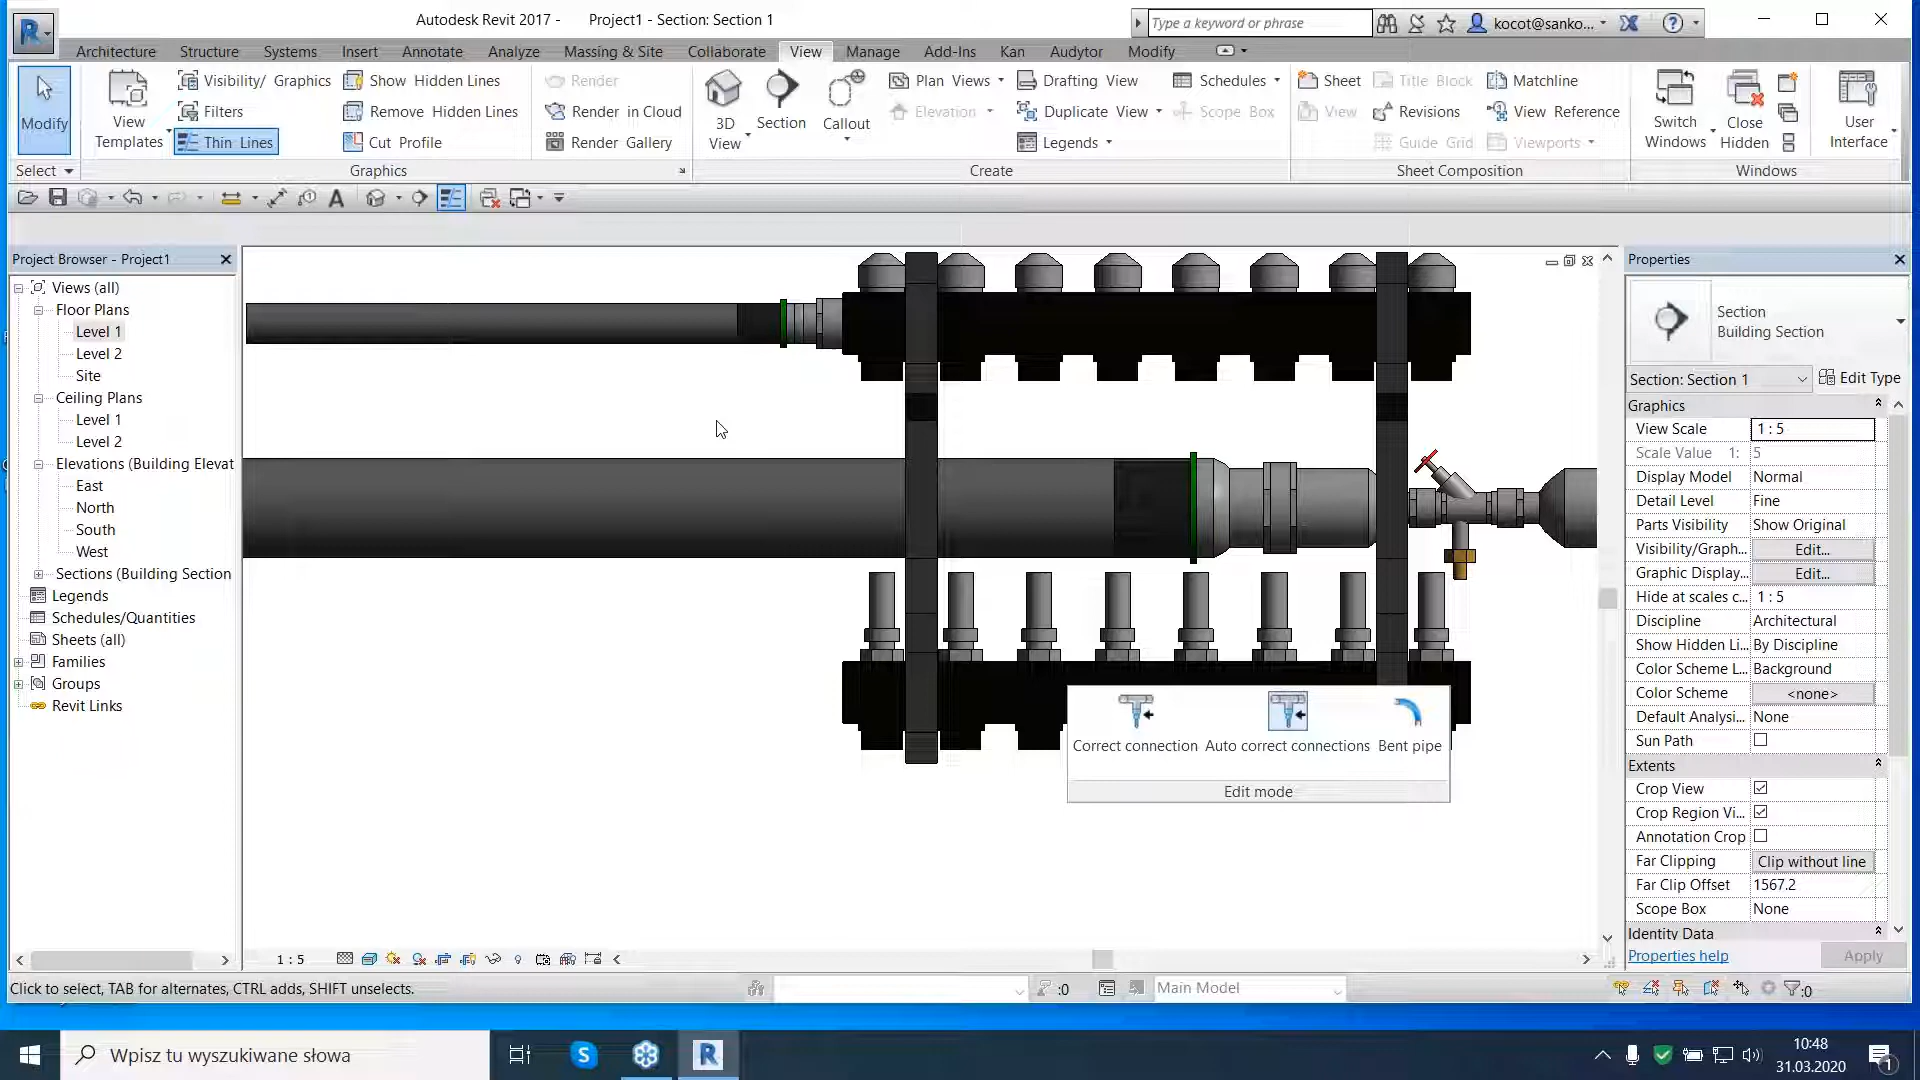 Autodesk Revit 2017 - Project1 - Section: Section 1
Type a keyword or phrase
kocot@sanko...
Architecture Structure Systems Insert Annotate Analyze Massing & Site Collaborate View Manage Add-Ins Kan Audytor Modify
Modify
View
Templates
Visibility/ Graphics
Filters
Thin Lines
Show Hidden Lines
Remove Hidden Lines
Cut Profile
Render
Render in Cloud
Render Gallery
3D
View
Section
Callout
Plan Views
Elevation
Drafting View
Duplicate View
Legends
Schedules
Scope Box
Sheet
View
Title Block
Revisions
Guide Grid
Matchline
View Reference
Viewports
Switch
Windows
Close
Hidden
User
Interface
Select
Graphics
Create
Sheet Composition
Windows
Project Browser - Project1
Views (all)
Floor Plans
Level 1
Level 2
Site
Ceiling Plans
Level 1
Level 2
Elevations (Building Elevat
East
North
South
West
Sections (Building Section
Legends
Schedules/Quantities
Sheets (all)
Families
Groups
Revit Links
Correct connection
Auto correct connections
Bent pipe
Edit mode
Properties
Section
Building Section
Section: Section 1
Edit Type
Graphics
View Scale 1 : 5
Scale Value 1: 5
Display Model Normal
Detail Level Fine
Parts Visibility Show Original
Visibility/Graph... Edit...
Graphic Display... Edit...
Hide at scales c... 1 : 5
Discipline Architectural
Show Hidden Li... By Discipline
Color Scheme L... Background
Color Scheme <none>
Default Analysi... None
Sun Path
Extents
Crop View
Crop Region Vi...
Annotation Crop
Far Clipping Clip without line
Far Clip Offset 1567.2
Scope Box None
Identity Data
Properties help
Apply
1 : 5
Click to select, TAB for alternates, CTRL adds, SHIFT unselects.
:0
Main Model
:0
Wpisz tu wyszukiwane słowa
10:48
31.03.2020
1